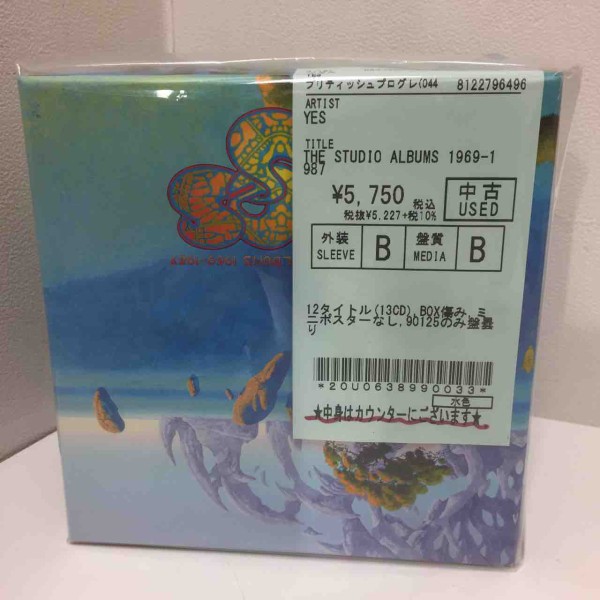 ブリティッシュプログレ(044 8122796496
ARTIST
YES
TITLE
THE STUDIO ALBUMS 1969-1
987
¥5,750 税込
税抜¥5,227+税10%
中古
USED
外装
SLEEVE
B
盤質
MEDIA
B
12タイトル(13CD),BOX傷み,ミ
ニポスターなし,90125のみ盤曇
り
*20U0638990033*
水色
★中身はカウンターにございます★